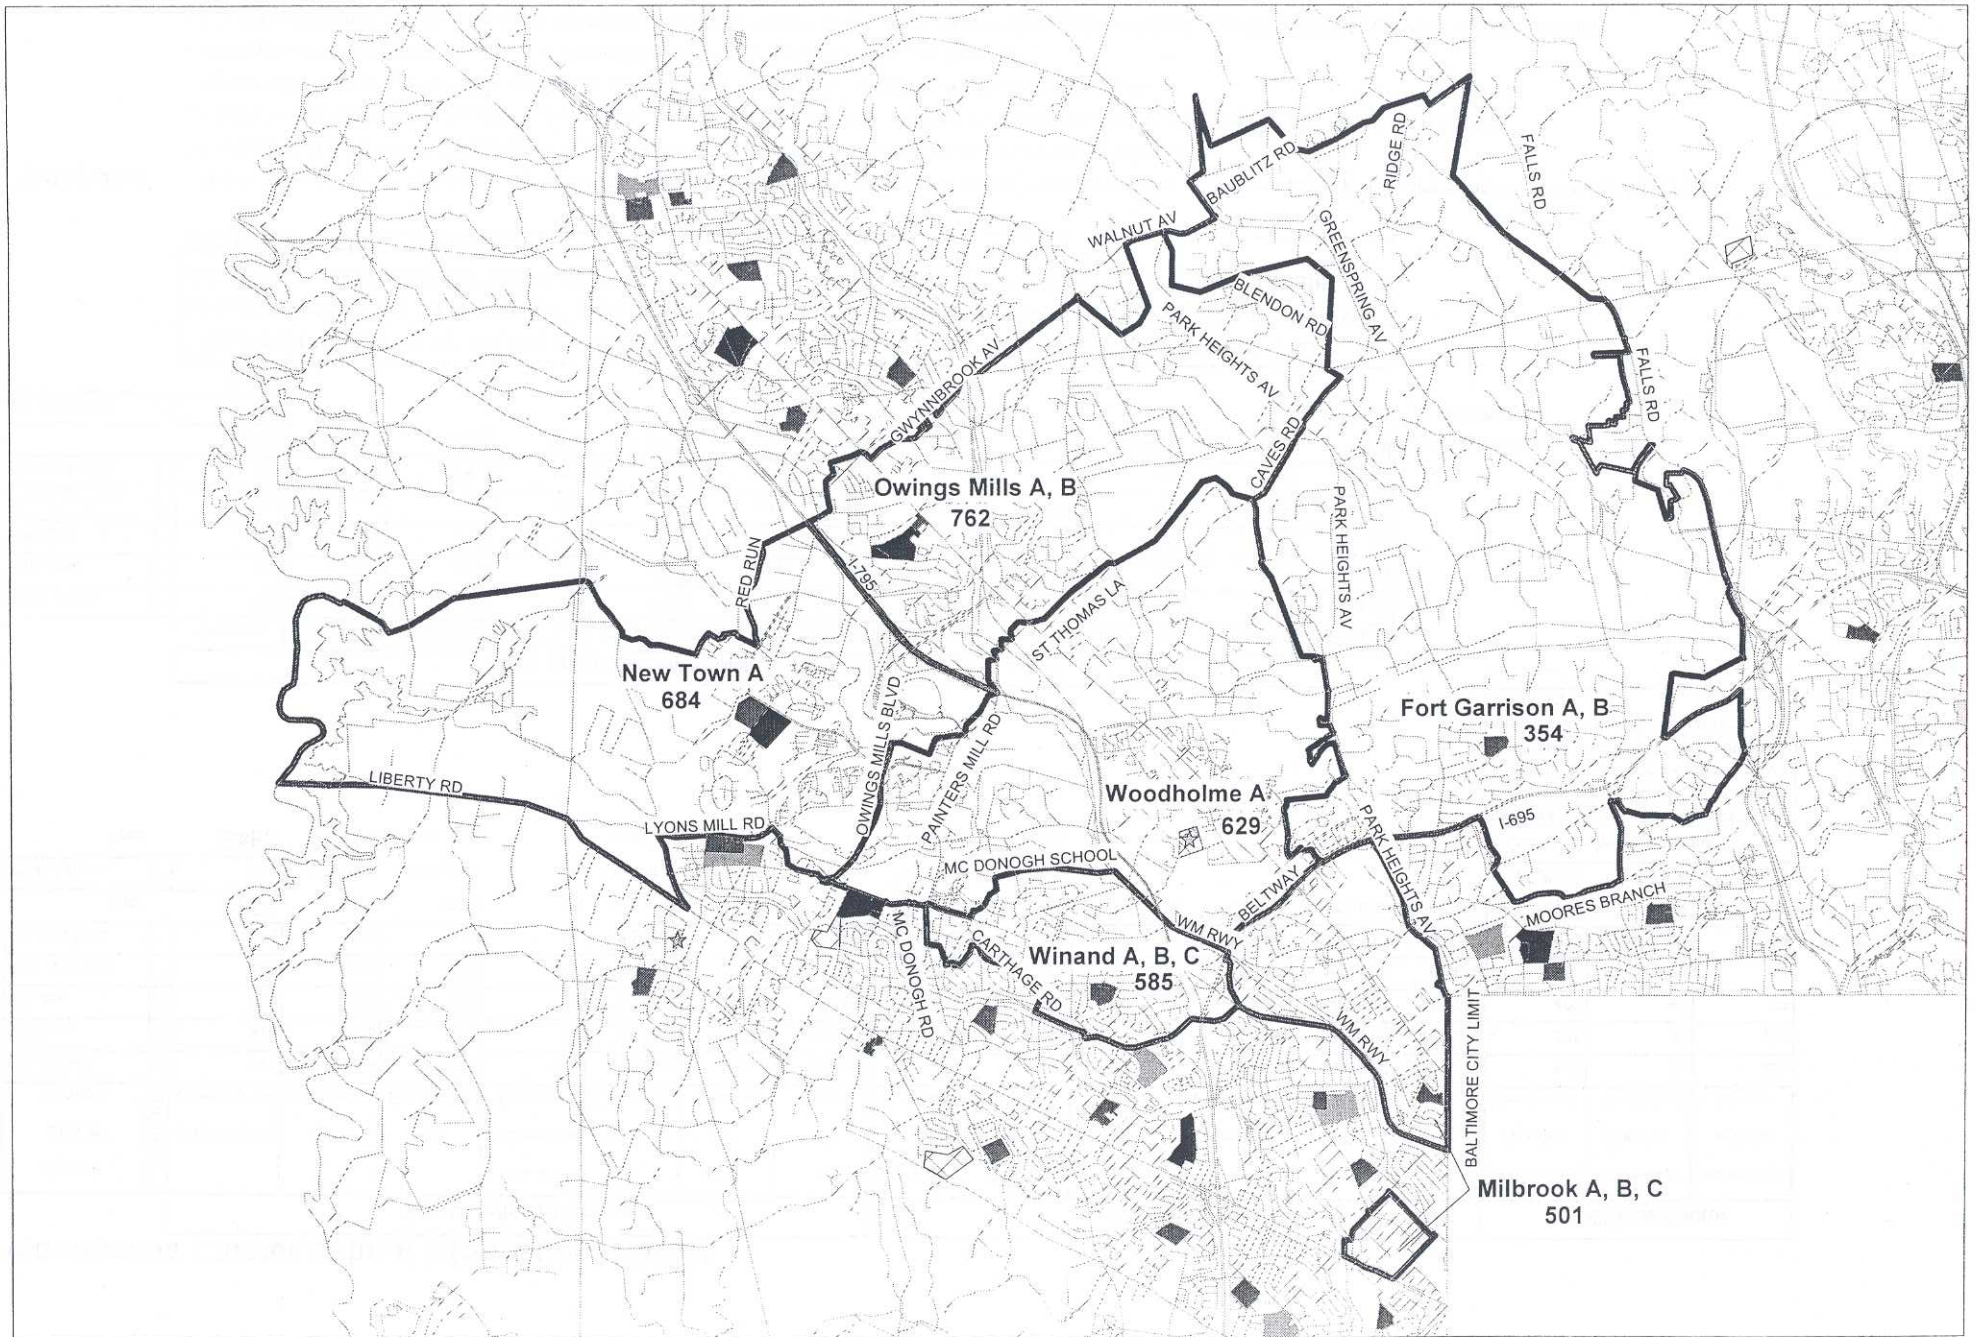 FALLS RD
RIDGE RD
BAUBLITZ RD
WALNUT AV
GREENSPRING AV
BLENDON RD
PARK HEIGHTS AV
GWYNNBROOK AV
FALLS RD
CAVES RD
Owings Mills A, B
762
PARK HEIGHTS AV
RED RUN
I-795
ST THOMAS LA
New Town A
684
OWINGS MILLS BLVD
PAINTERS MILL RD
Fort Garrison A, B
354
LIBERTY RD
Woodholme A
629
LYONS MILL RD
PARK HEIGHTS AV
I-695
MC DONOGH SCHOOL
BELTWAY
MOORES BRANCH
MC DONOGH RD
WM RWY
CARTHAGE RD
Winand A, B, C
585
WM RWY
BALTIMORE CITY LIMIT
Milbrook A, B, C
501